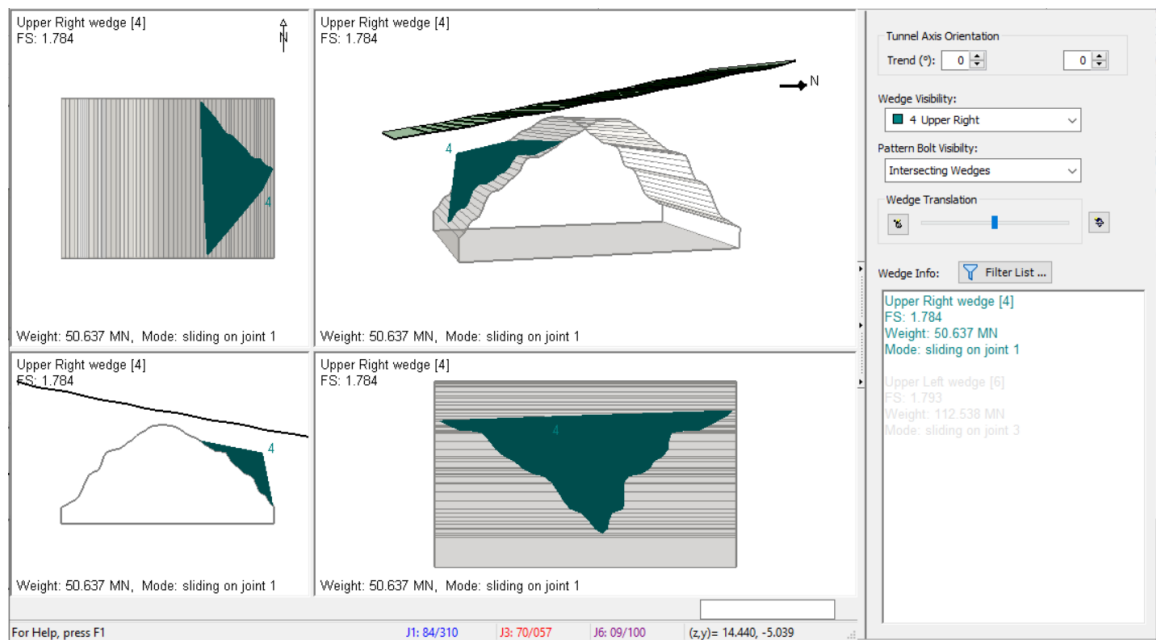 Upper Right wedge [4]
FS: 1.784
N
4
Weight: 50.637 MN, Mode: sliding on joint 1
Upper Right wedge [4]
FS: 1.784
N
4
Weight: 50.637 MN, Mode: sliding on joint 1
Upper Right wedge [4]
FS: 1.784
4
Weight: 50.637 MN, Mode: sliding on joint 1
Upper Right wedge [4]
FS: 1.784
4
Weight: 50.637 MN, Mode: sliding on joint 1
Tunnel Axis Orientation
Trend (°): 0 0
Wedge Visibility:
4 Upper Right
Pattern Bolt Visibilty:
Intersecting Wedges
Wedge Translation
Wedge Info: Filter List ...
Upper Right wedge [4]
FS: 1.784
Weight: 50.637 MN
Mode: sliding on joint 1
Upper Left wedge [6]
FS: 1.793
Weight: 112.538 MN
Mode: sliding on joint 3
For Help, press F1 J1: 84/310 J3: 70/057 J6: 09/100 (z,y)= 14.440, -5.039